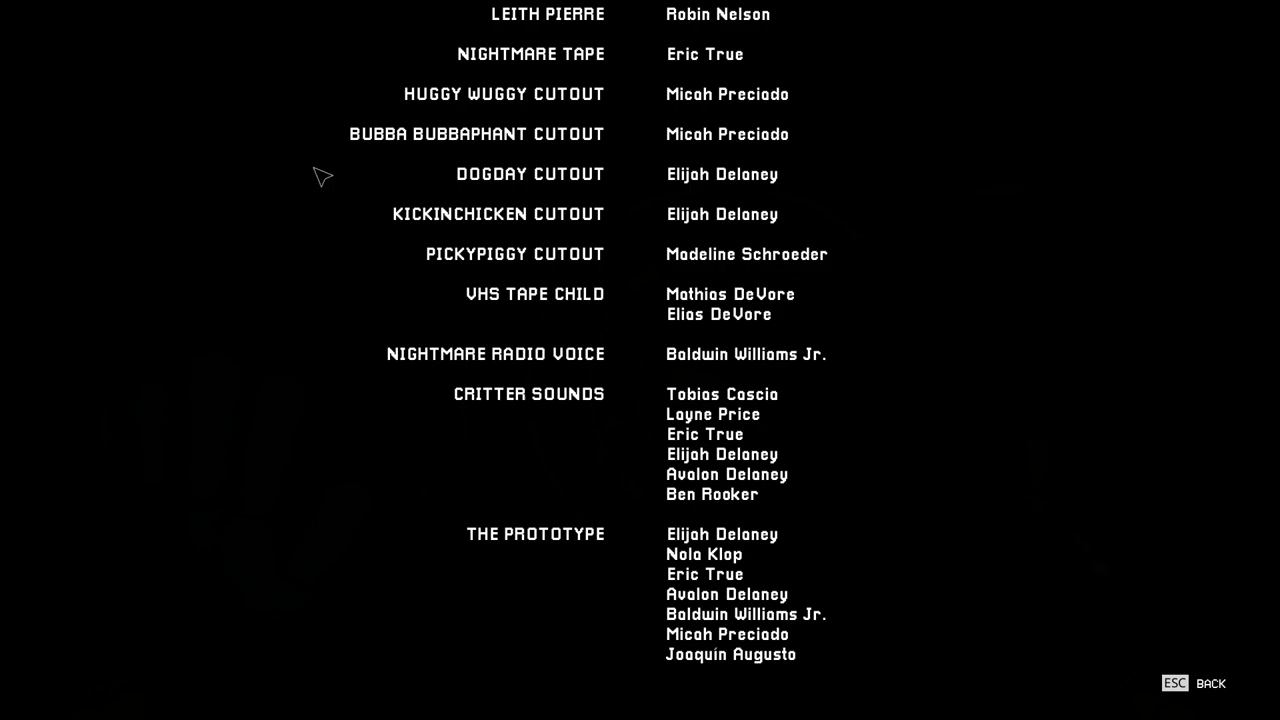 LEITH PIERRE Robin Nelson
NIGHTMARE TAPE Eric True
HUGGY WUGGY CUTOUT Micah Preciado
BUBBA BUBBAPHANT CUTOUT Micah Preciado
DOGDAY CUTOUT Elijah Delaney
KICKINCHICKEN CUTOUT Elijah Delaney
PICKYPIGGY CUTOUT Madeline Schroeder
VHS TAPE CHILD Mathias DeVore
Elias DeVore
NIGHTMARE RADIO VOICE Baldwin Williams Jr.
CRITTER SOUNDS Tobias Cascia
Layne Price
Eric True
Elijah Delaney
Avalon Delaney
Ben Rooker
THE PROTOTYPE Elijah Delaney
Nola Klop
Eric True
Avalon Delaney
Baldwin Williams Jr.
Micah Preciado
Joaquín Augusto
ESC BACK